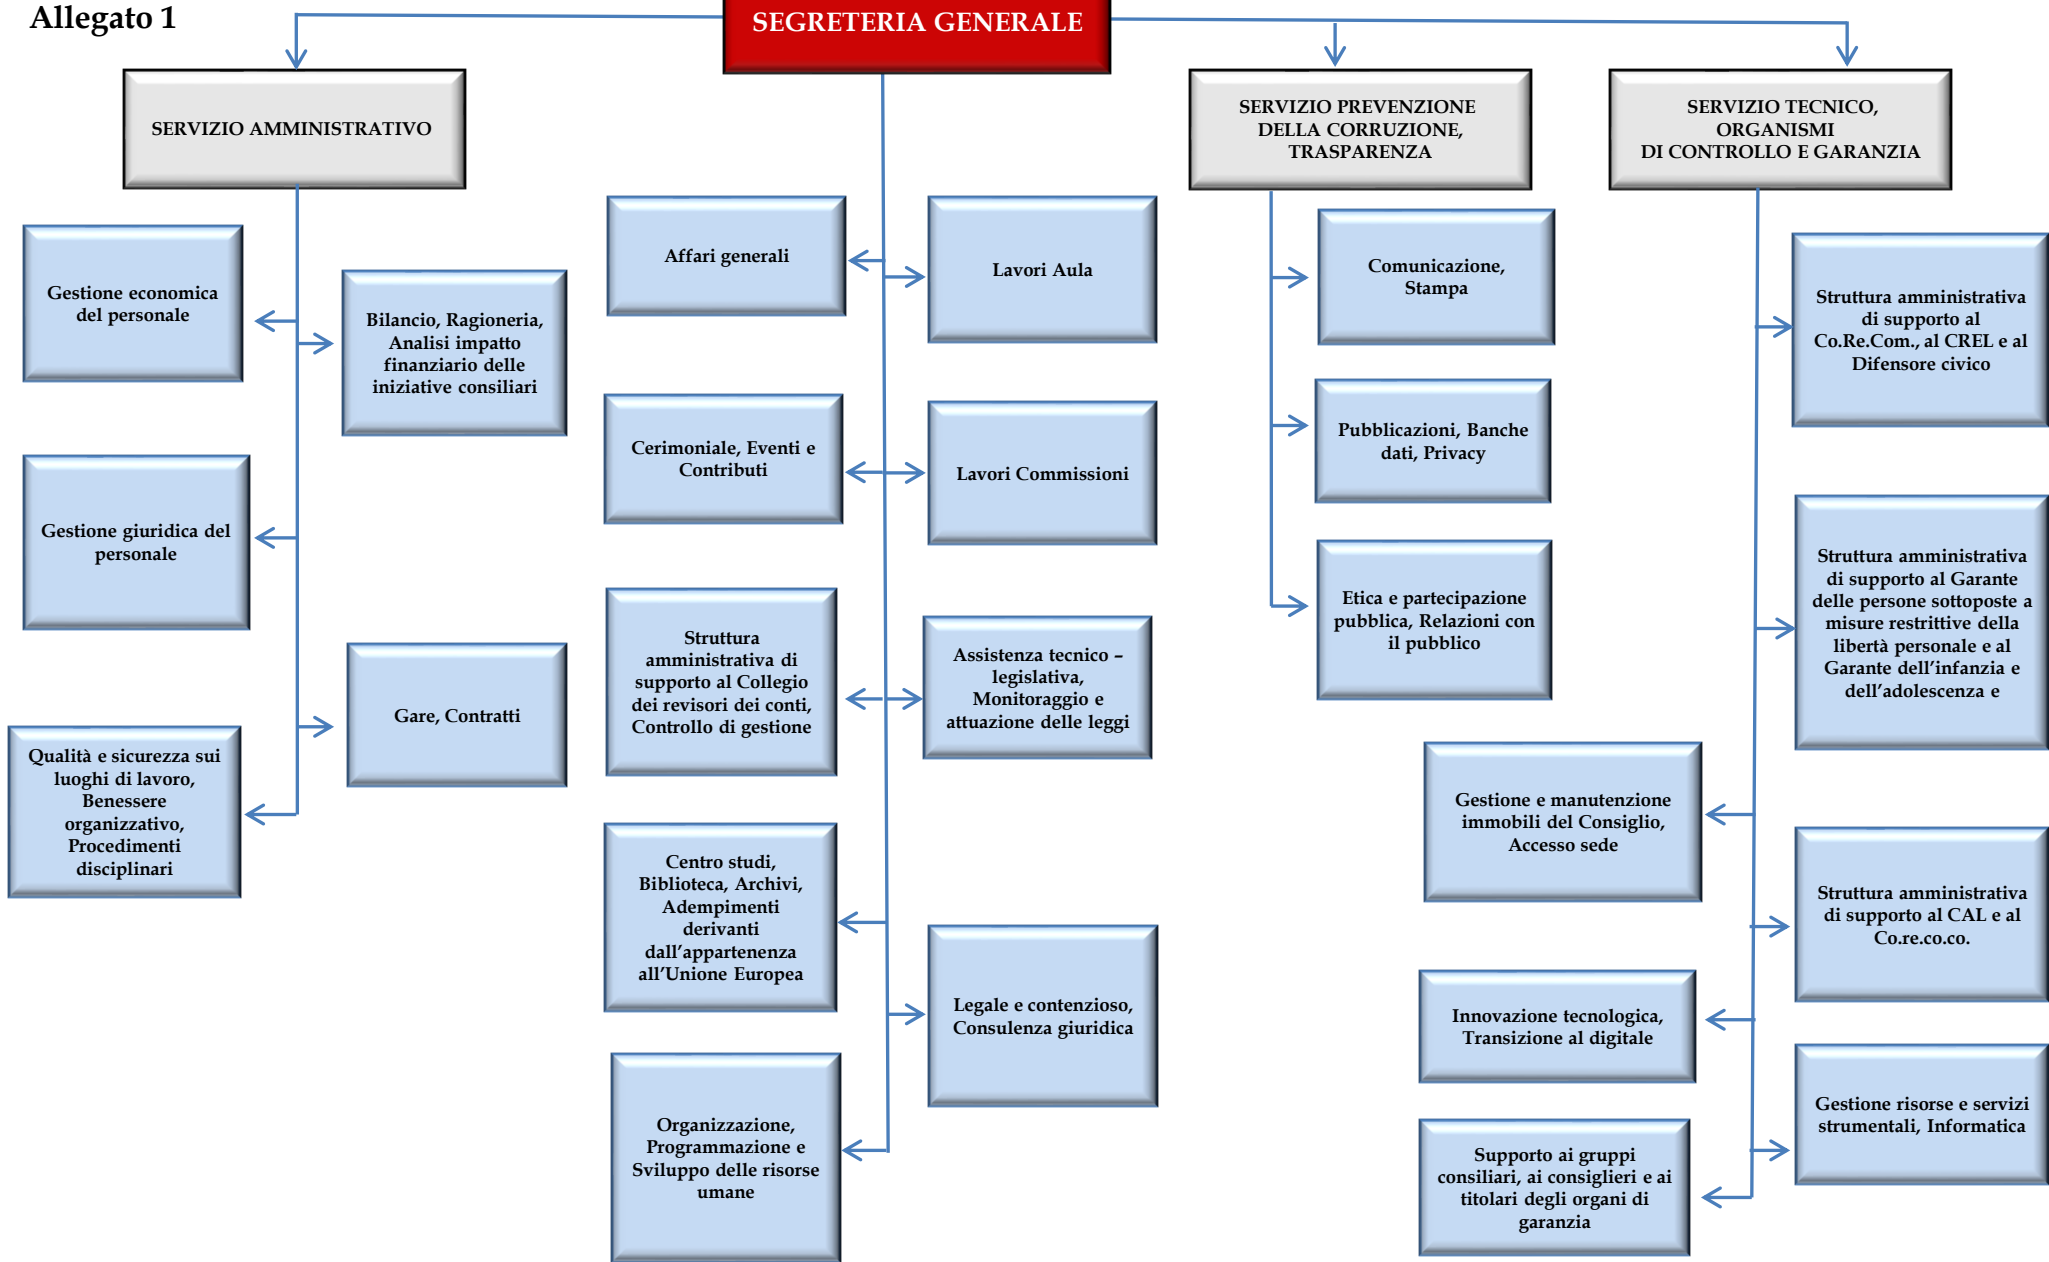 Allegato 1
SEGRETERIA GENERALE
SERVIZIO AMMINISTRATIVO
SERVIZIO PREVENZIONE
DELLA CORRUZIONE,
TRASPARENZA
SERVIZIO TECNICO,
ORGANISMI
DI CONTROLLO E GARANZIA
Gestione economica
del personale
Bilancio, Ragioneria,
Analisi impatto
finanziario delle
iniziative consiliari
Gestione giuridica del
personale
Gare, Contratti
Qualità e sicurezza sui
luoghi di lavoro,
Benessere
organizzativo,
Procedimenti
disciplinari
Affari generali
Lavori Aula
Cerimoniale, Eventi e
Contributi
Lavori Commissioni
Struttura
amministrativa di
supporto al Collegio
dei revisori dei conti,
Controllo di gestione
Assistenza tecnico –
legislativa,
Monitoraggio e
attuazione delle leggi
Centro studi,
Biblioteca, Archivi,
Adempimenti
derivanti
dall'appartenenza
all'Unione Europea
Legale e contenzioso,
Consulenza giuridica
Organizzazione,
Programmazione e
Sviluppo delle risorse
umane
Comunicazione,
Stampa
Pubblicazioni, Banche
dati, Privacy
Etica e partecipazione
pubblica, Relazioni con
il pubblico
Struttura amministrativa
di supporto al
Co.Re.Com., al CREL e al
Difensore civico
Struttura amministrativa
di supporto al Garante
delle persone sottoposte a
misure restrittive della
libertà personale e al
Garante dell'infanzia e
dell'adolescenza e
Gestione e manutenzione
immobili del Consiglio,
Accesso sede
Struttura amministrativa
di supporto al CAL e al
Co.re.co.co.
Innovazione tecnologica,
Transizione al digitale
Gestione risorse e servizi
strumentali, Informatica
Supporto ai gruppi
consiliari, ai consiglieri e ai
titolari degli organi di
garanzia